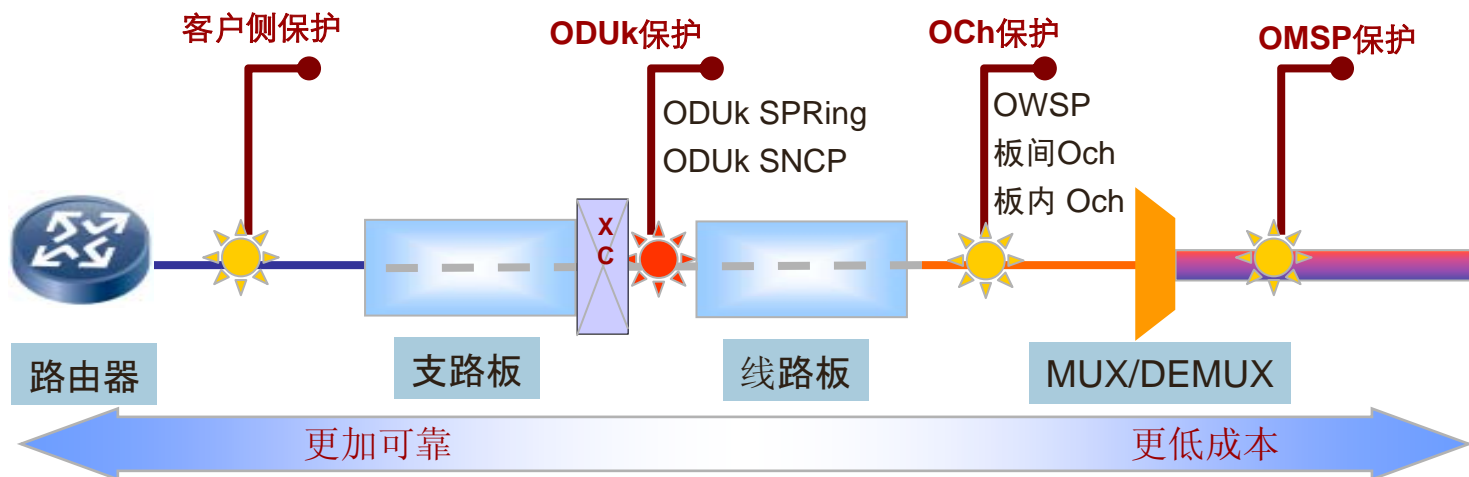 客户侧保护
ODUk保护
OCh保护
OMSP保护
ODUk SPRing
ODUk SNCP
OWSP
板间Och
板内 Och
X
C
路由器
支路板
线路板
MUX/DEMUX
更加可靠
更低成本